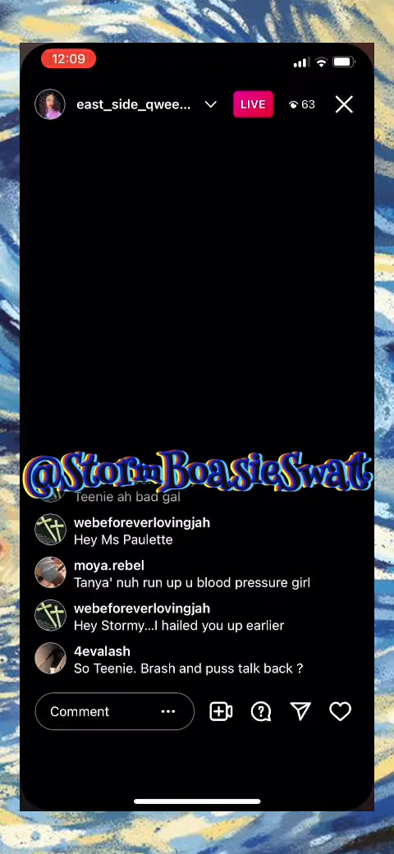 12:09
east_side_qwee...
LIVE
63
@StormBoasieSwat
Teenie ah bad gal
webeforeverlovingjah
Hey Ms Paulette
moya.rebel
Tanya' nuh run up u blood pressure girl
webeforeverlovingjah
Hey Stormy...I hailed you up earlier
4evalash
So Teenie. Brash and puss talk back ?
Comment